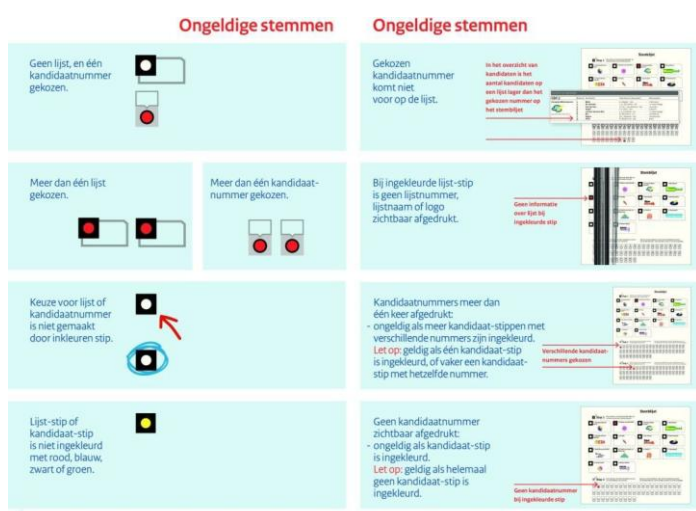 Ongeldige stemmen
Geen lijst, en één
kandidaatnummer
gekozen.
Meer dan één lijst
gekozen.
Meer dan één kandidaat-
nummer gekozen.
Keuze voor lijst of
kandidaatnummer
is niet gemaakt
door inkleuren stip.
Lijst-stip of
kandidaat-stip
is niet ingekleurd
met rood, blauw,
zwart of groen.
Ongeldige stemmen
Gekozen
kandidaatnummer
komt niet
voor op de lijst.
In het overzicht van
kandidaten is het
aantal kandidaten op
een lijst lager dan het
gekozen nummer op
het stembiljet
Bij ingekleurde lijst-stip
is geen lijstnummer,
lijstnaam of logo
zichtbaar afgedrukt.
Geen informatie
over lijst bij
ingekleurde stip
Kandidaatnummers meer dan
één keer afgedrukt:
- ongeldig als meer kandidaat-stippen met
verschillende nummers zijn ingekleurd.
Let op: geldig als één kandidaat-stip
is ingekleurd, of vaker een kandidaat-
stip met hetzelfde nummer.
Verschillende kandidaat-
nummers gekozen
Geen kandidaatnummer
zichtbaar afgedrukt:
- ongeldig als kandidaat-stip
is ingekleurd.
Let op: geldig als helemaal
geen kandidaat-stip is
ingekleurd.
Geen kandidaatnummer
bij ingekleurde stip